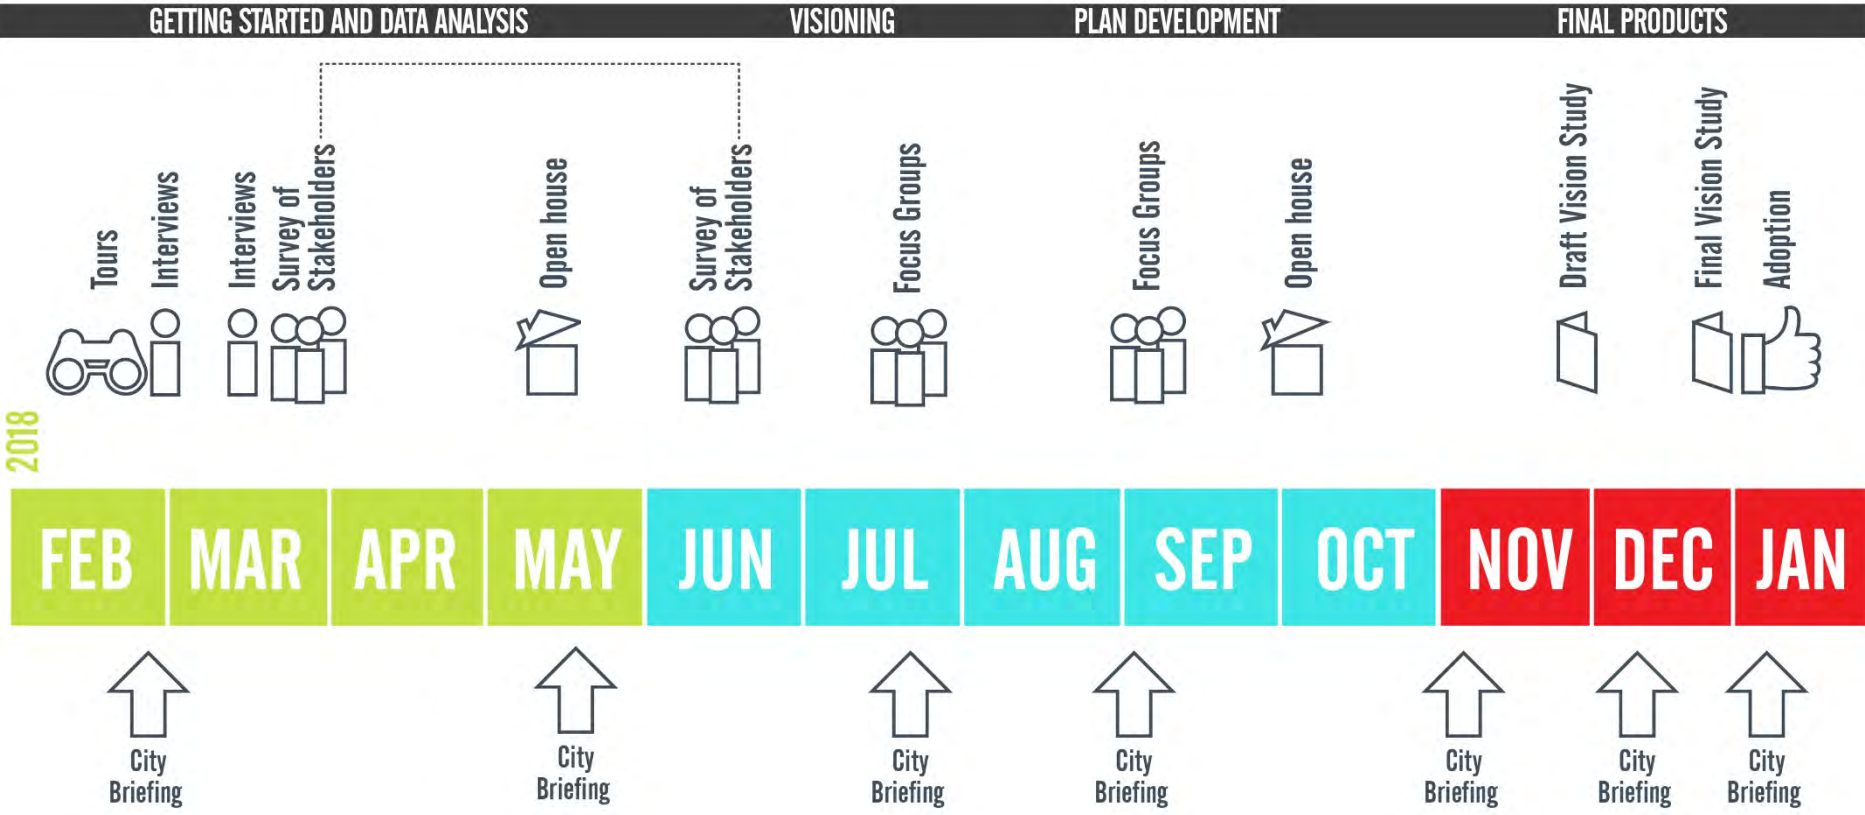 GETTING STARTED AND DATA ANALYSIS
VISIONING
PLAN DEVELOPMENT
FINAL PRODUCTS
Tours
Interviews
Interviews
Survey of
Stakeholders
Open house
Survey of
Stakeholders
Focus Groups
Focus Groups
Open house
Draft Vision Study
Final Vision Study
Adoption
2018
FEB
MAR
APR
MAY
JUN
JUL
AUG
SEP
OCT
NOV
DEC
JAN
City
Briefing
City
Briefing
City
Briefing
City
Briefing
City
Briefing
City
Briefing
City
Briefing